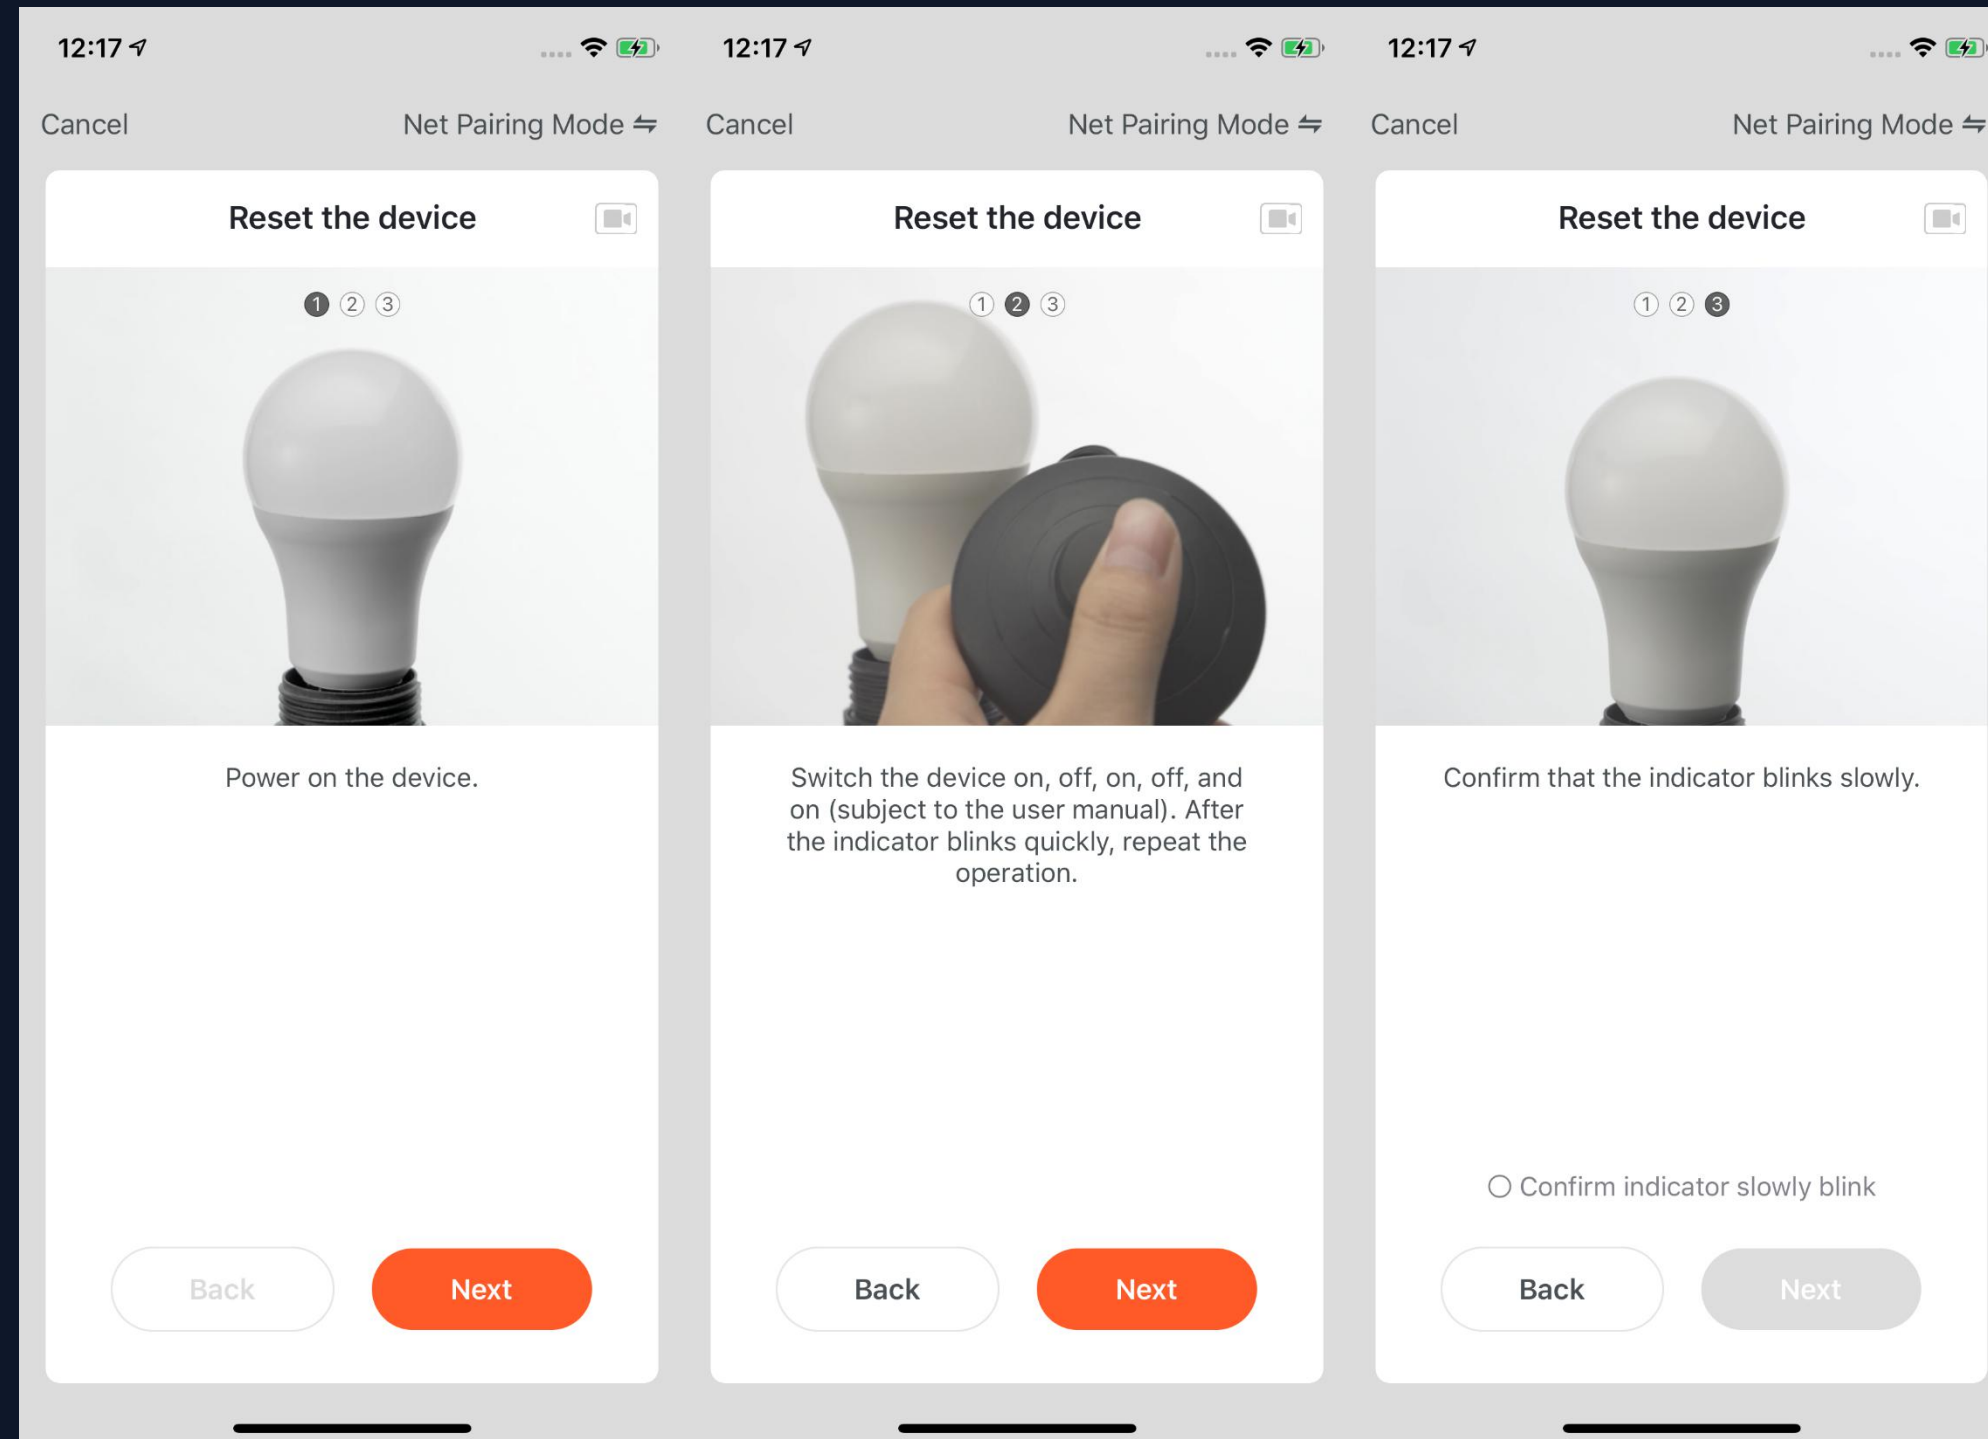 12:17
Cancel
Net Pairing Mode ⇋
Reset the device
1 2 3
Power on the device.
Back
Next
12:17
Cancel
Net Pairing Mode ⇋
Reset the device
1 2 3
Switch the device on, off, on, off, and
on (subject to the user manual). After
the indicator blinks quickly, repeat the
operation.
Back
Next
12:17
Cancel
Net Pairing Mode ⇋
Reset the device
1 2 3
Confirm that the indicator blinks slowly.
Confirm indicator slowly blink
Back
Next